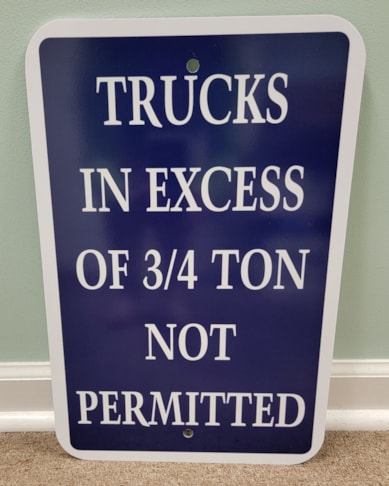 TRUCKS
IN EXCESS
OF 3/4 TON
NOT
PERMITTED